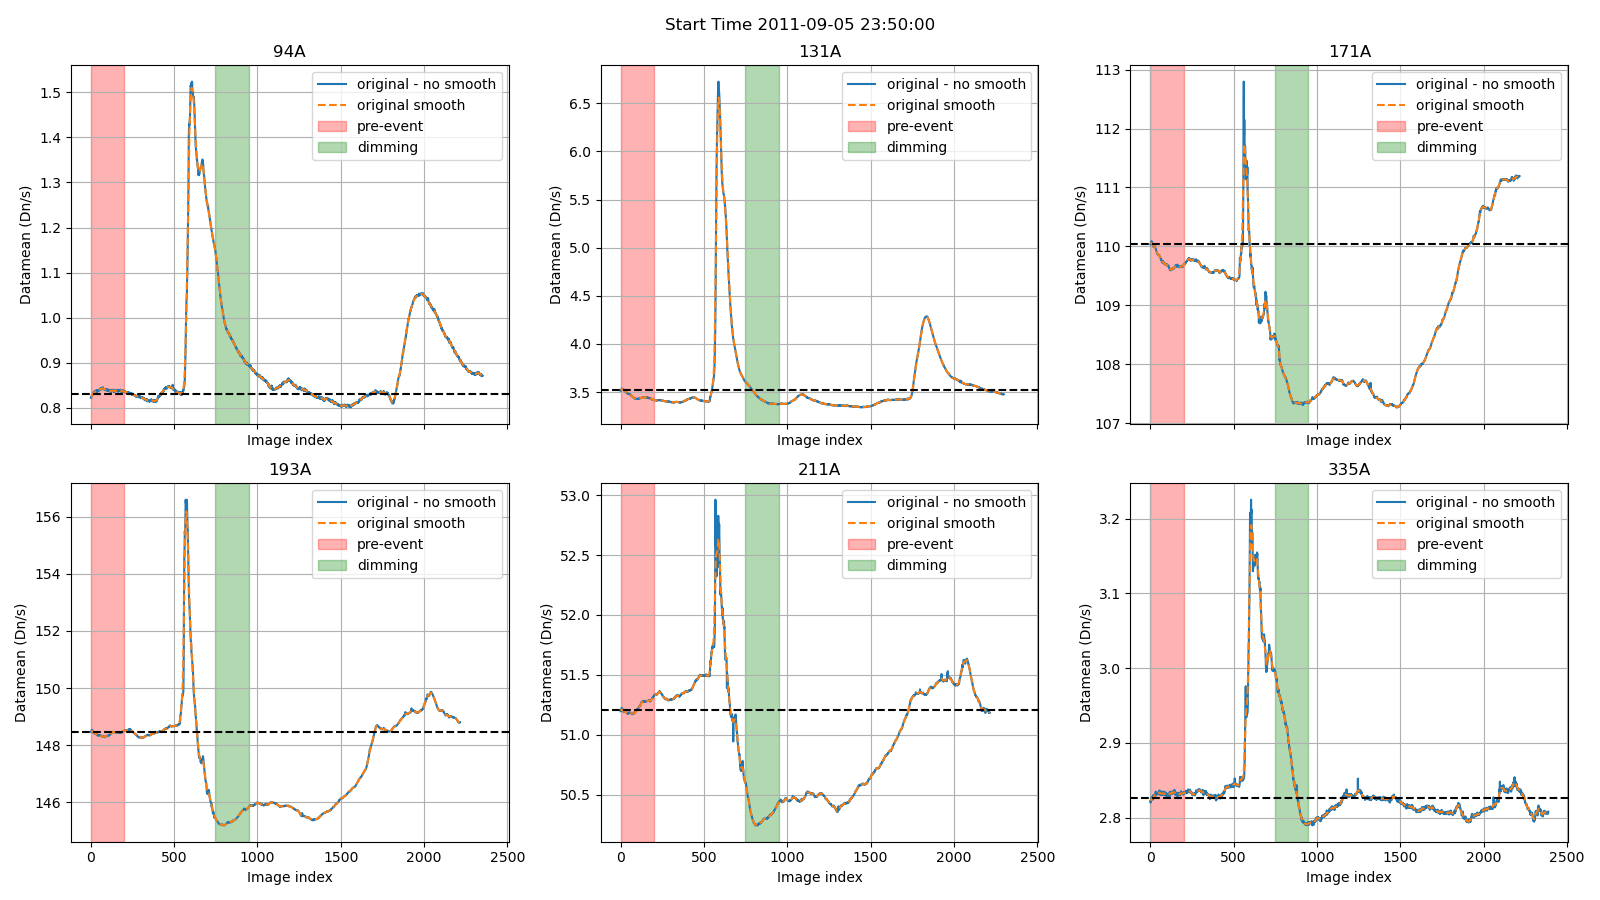 Start Time 2011-09-05 23:50:00
94A
original - no smooth
original smooth
pre-event
dimming
1.5
1.4
1.3
1.2
1.1
1.0
0.9
0.8
Datamean (Dn/s)
Image index
131A
original - no smooth
original smooth
pre-event
dimming
6.5
6.0
5.5
5.0
4.5
4.0
3.5
Datamean (Dn/s)
Image index
171A
original - no smooth
original smooth
pre-event
dimming
113
112
111
110
109
108
107
Datamean (Dn/s)
Image index
193A
original - no smooth
original smooth
pre-event
dimming
156
154
152
150
148
146
Datamean (Dn/s)
0 500 1000 1500 2000 2500
Image index
211A
original - no smooth
original smooth
pre-event
dimming
53.0
52.5
52.0
51.5
51.0
50.5
Datamean (Dn/s)
0 500 1000 1500 2000 2500
Image index
335A
original - no smooth
original smooth
pre-event
dimming
3.2
3.1
3.0
2.9
2.8
Datamean (Dn/s)
0 500 1000 1500 2000 2500
Image index